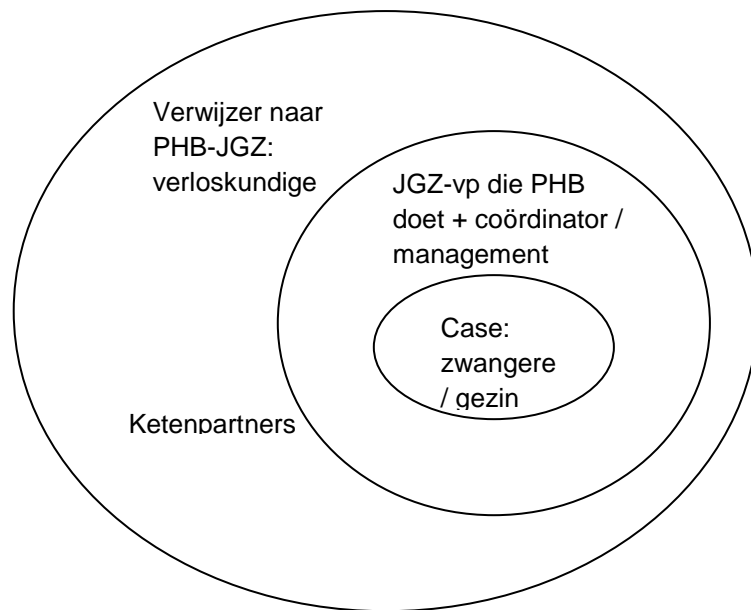 Verwijzer naar
PHB-JGZ:
verloskundige
JGZ-vp die PHB
doet + coördinator /
management
Case:
zwangere
/ gezin
Ketenpartners